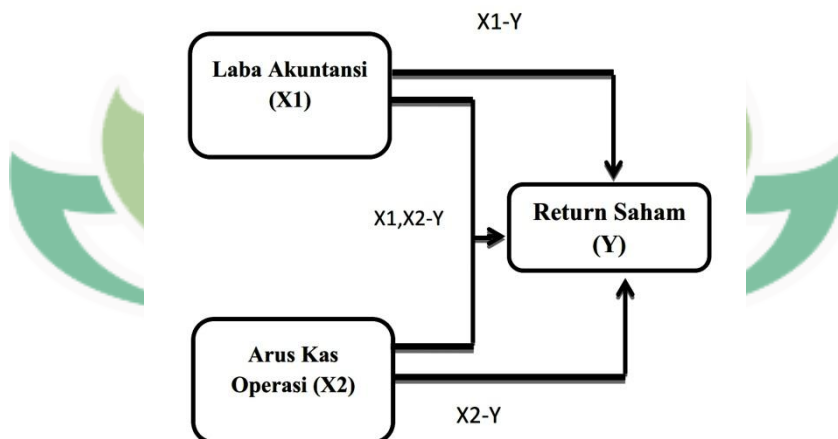 X1-Y
Laba Akuntansi
(X1)
X1,X2-Y
Return Saham
(Y)
Arus Kas
Operasi (X2)
X2-Y